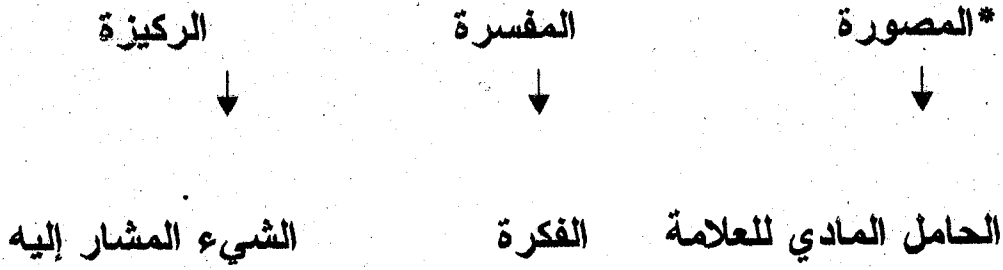 *المصورة المفسرة الركيزة
↓ ↓ ↓
الحامل المادي للعلامة الفكرة الشيء المشار إليه